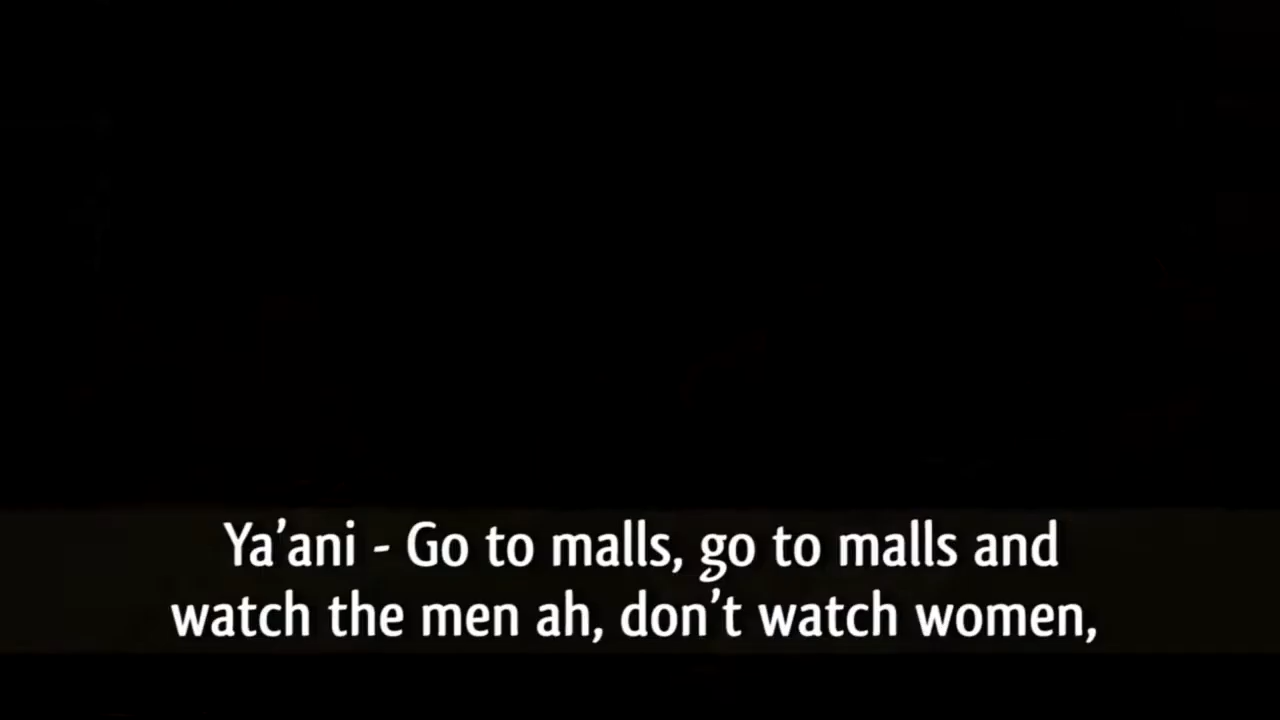 Ya’ani - Go to malls, go to malls and
watch the men ah, don’t watch women,